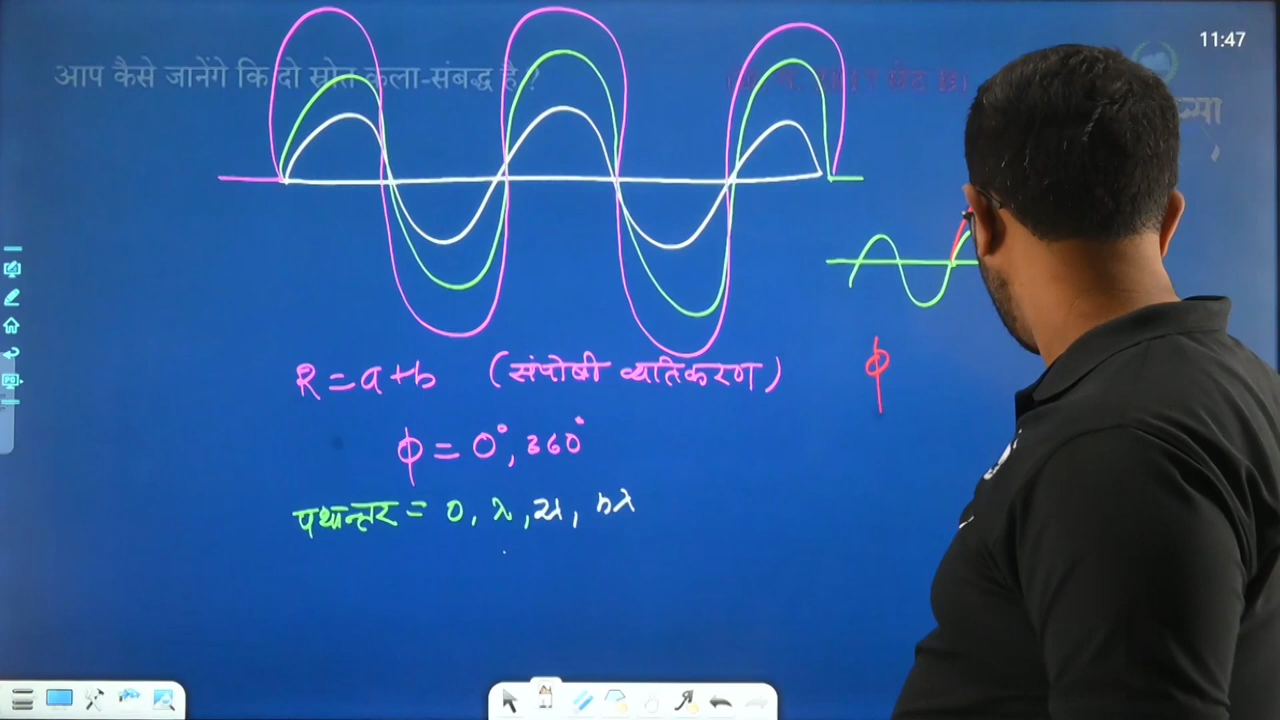 11:47
आप कैसे जानेंगे कि दो स्रोत कला-संबद्ध है ?
R = a+b (संपोषी व्यतिकरण)
ϕ
ϕ = 0°, 360°
पथान्तर = 0, λ, 2λ, nλ